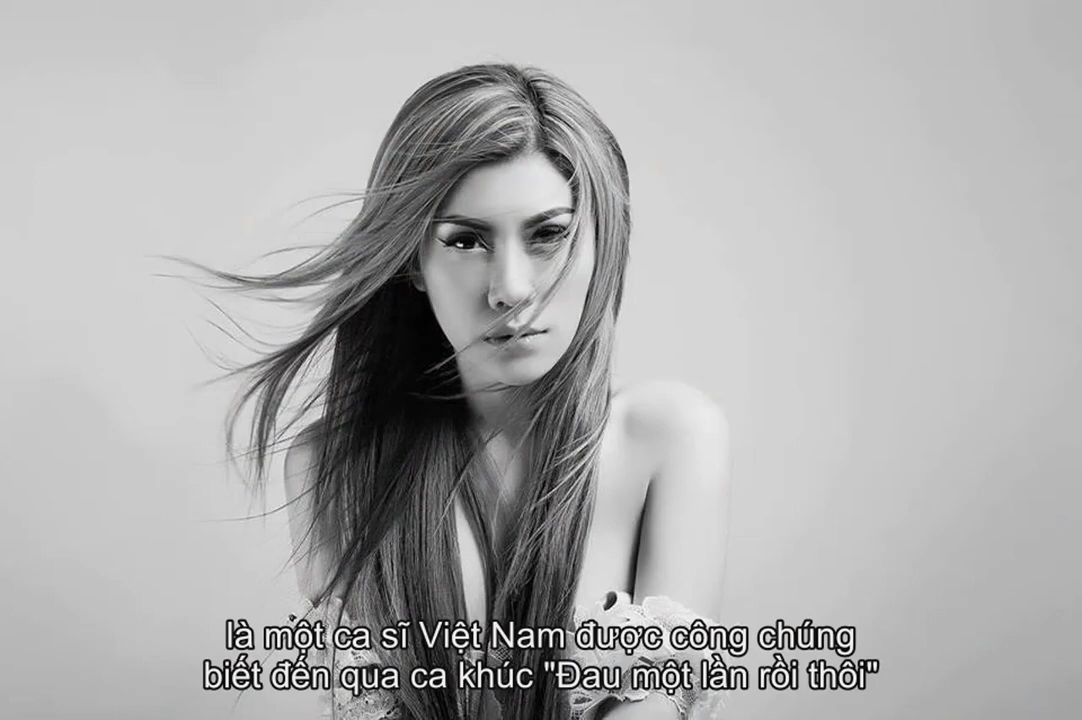 là một ca sĩ Việt Nam được công chúng
biết đến qua ca khúc "Đau một lần rồi thôi"